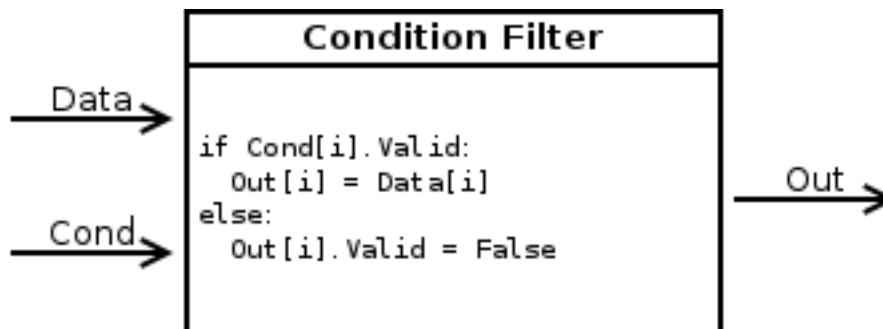 Condition Filter
Data
if Cond[i].Valid:
  Out[i] = Data[i]
else:
  Out[i].Valid = False
Cond
Out